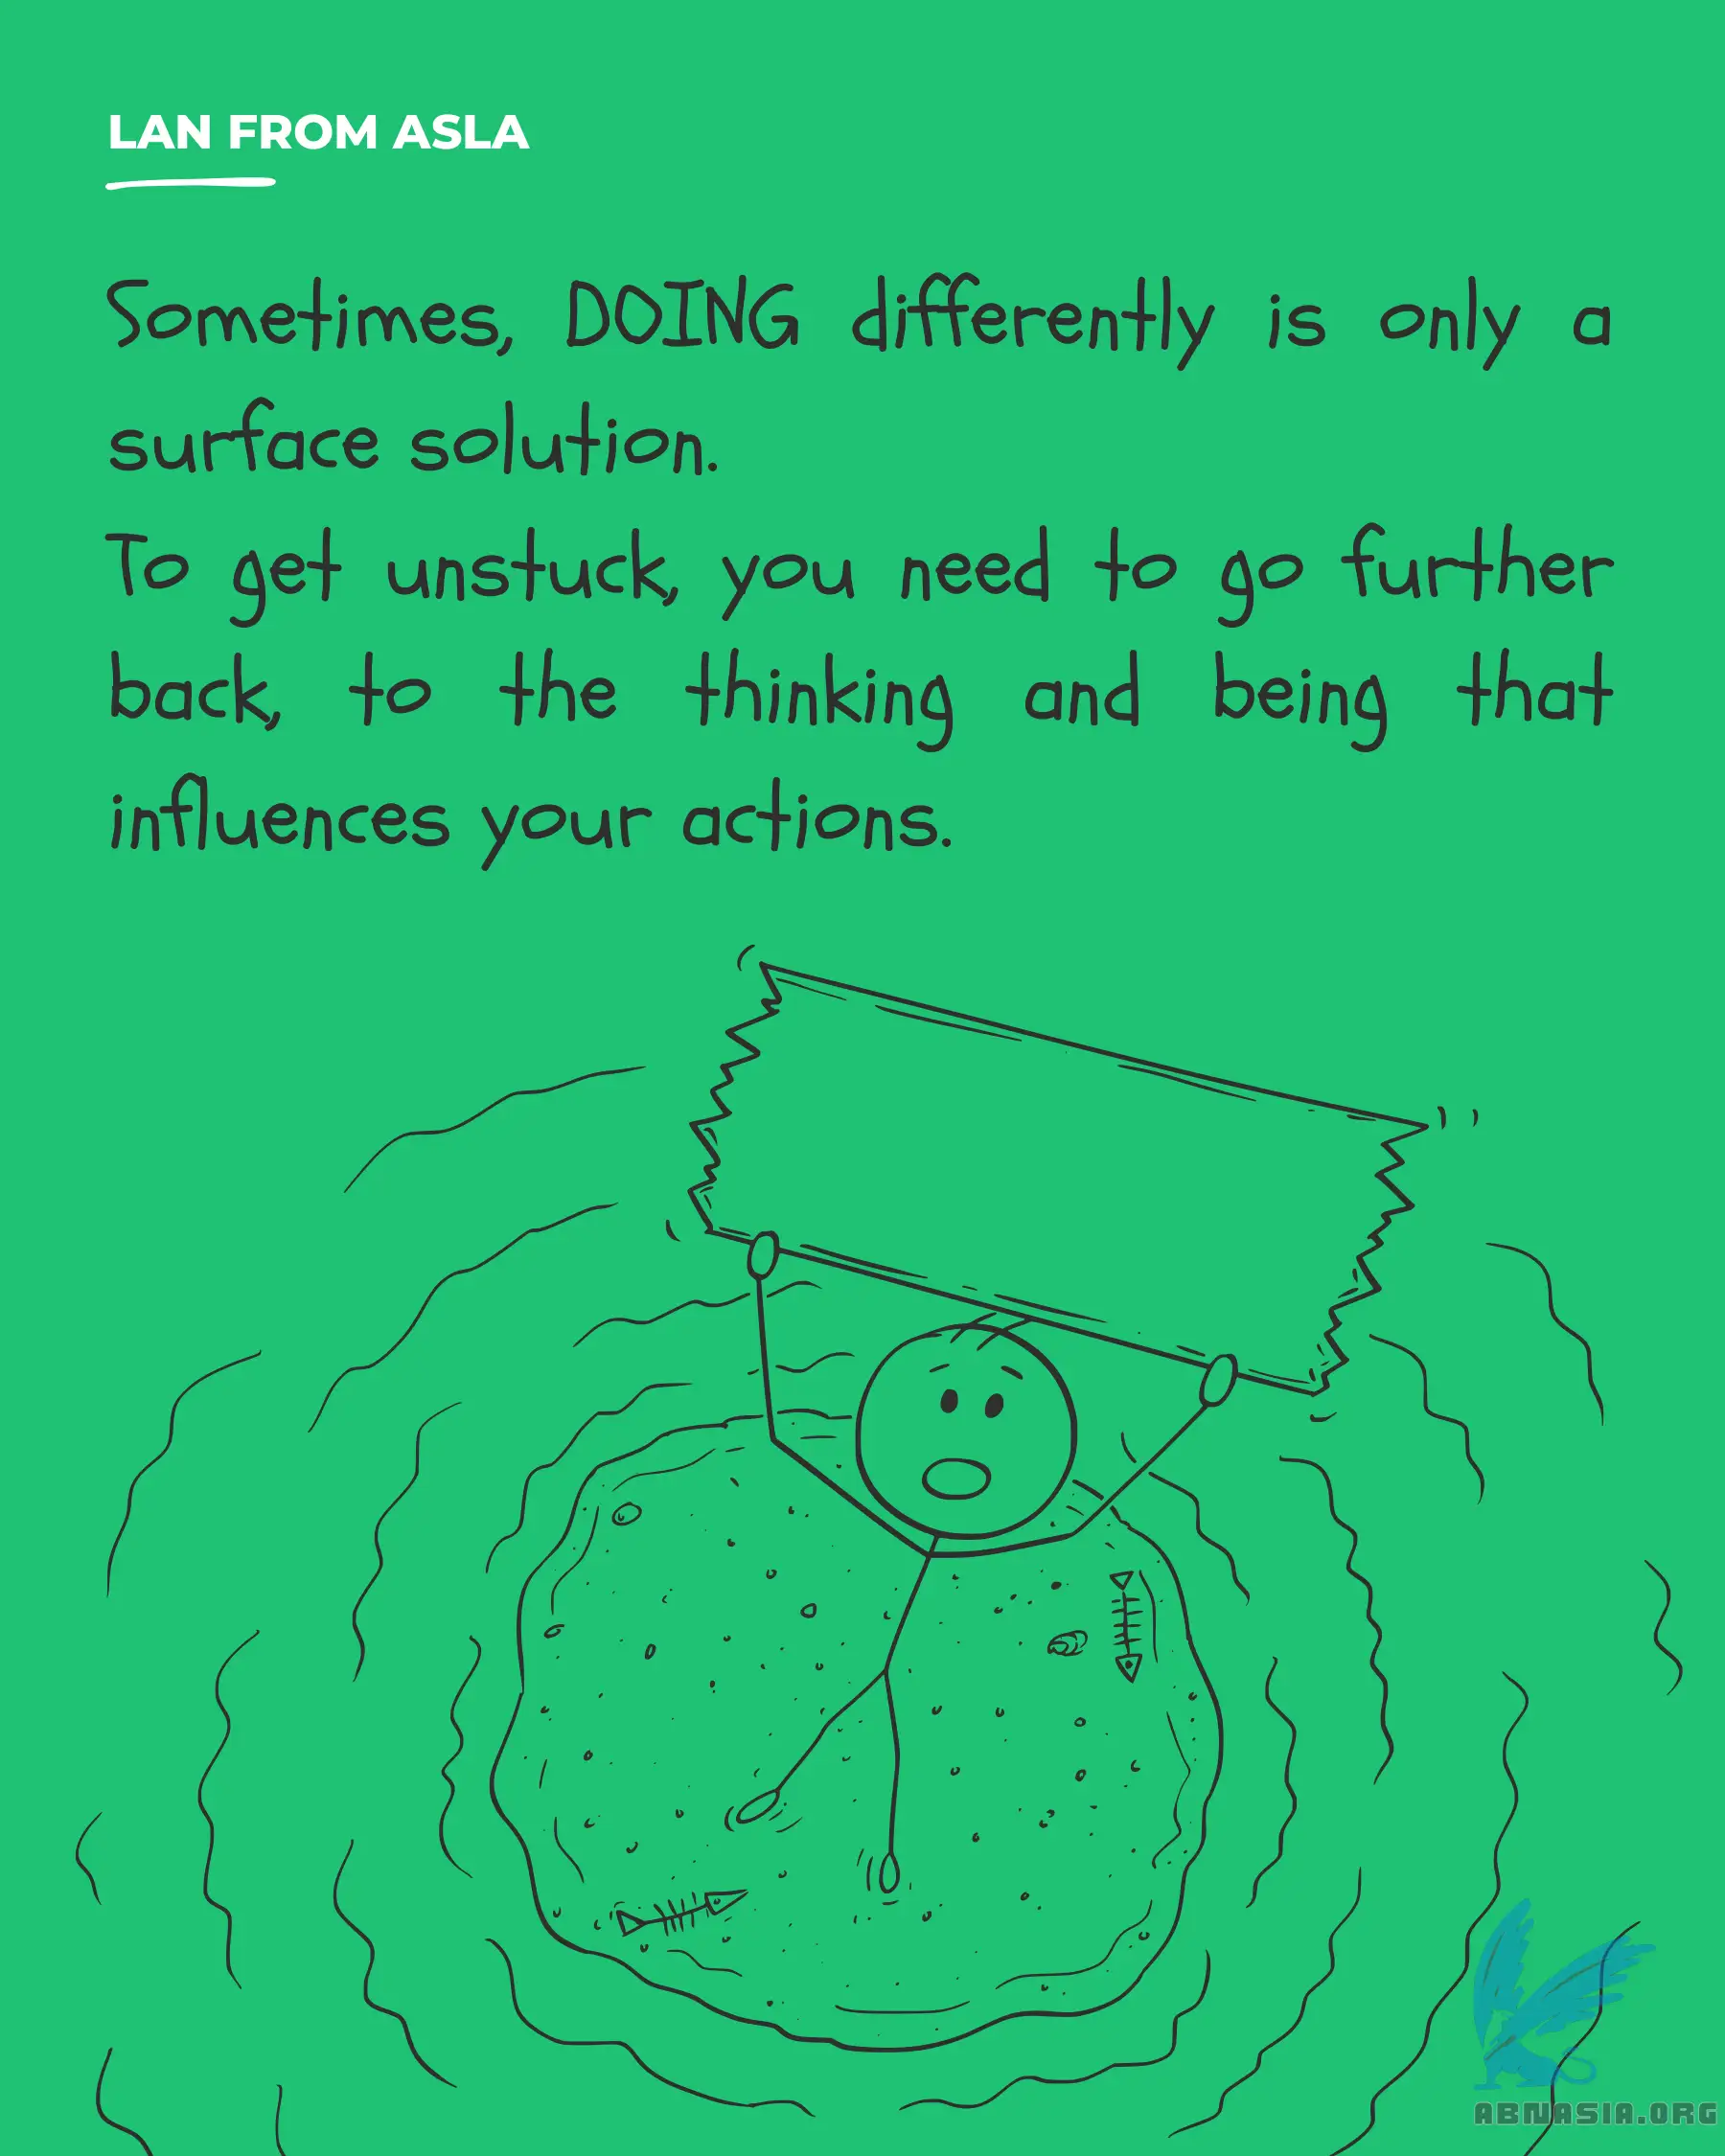 LAN FROM ASLA
Sometimes, DOING differently is only a
surface solution.
To get unstuck, you need to go further
back, to the thinking and being that
influences your actions.
ABNASIA.ORG